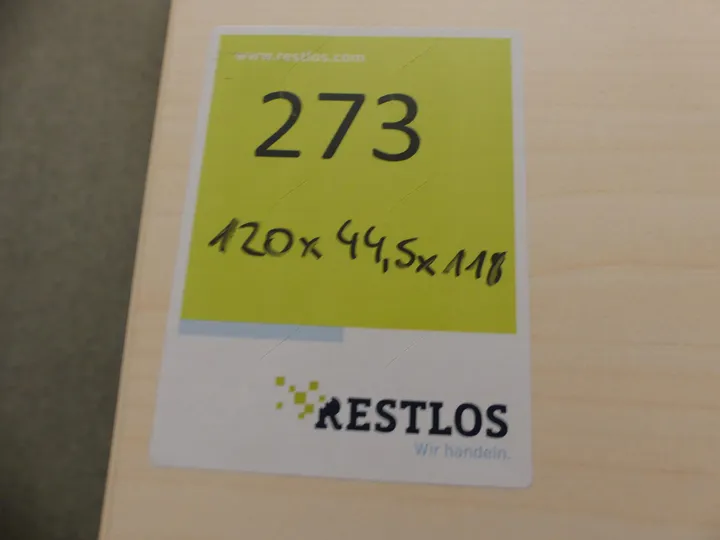 www.restlos.com
273
120x 44,5x118
RESTLOS
Wir handeln.